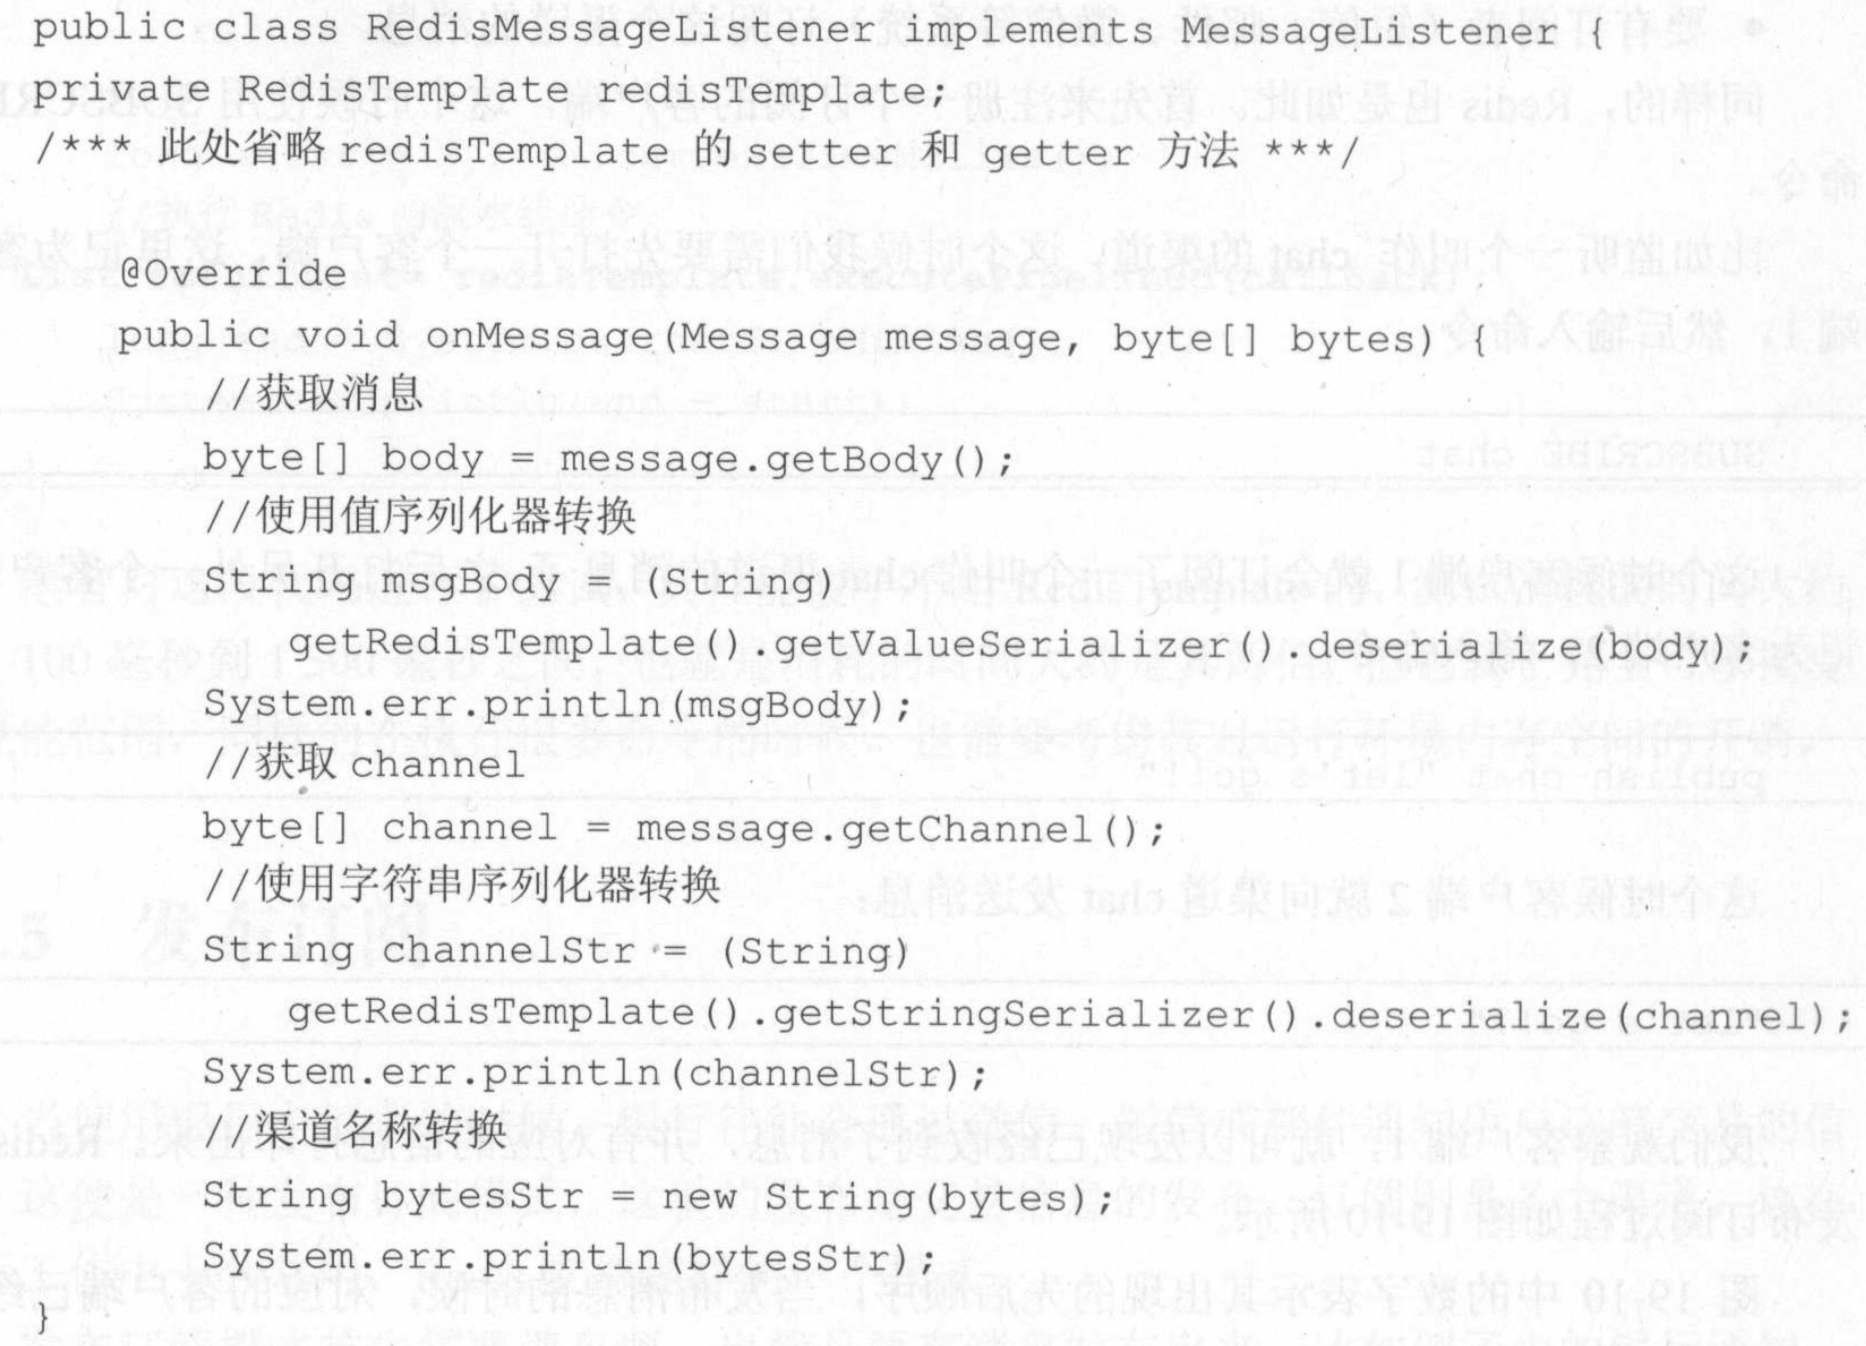 public class RedisMessageListener implements MessageListener {
private RedisTemplate redisTemplate;
/*** 此处省略 redisTemplate 的 setter 和 getter 方法 ***/
@Override
public void onMessage(Message message, byte[] bytes) {
//获取消息
byte[] body = message.getBody();
//使用值序列化器转换
String msgBody = (String)
getRedisTemplate().getValueSerializer().deserialize(body);
System.err.println(msgBody);
//获取 channel
byte[] channel = message.getChannel();
//使用字符串序列化器转换
String channelStr = (String)
getRedisTemplate().getStringSerializer().deserialize(channel);
System.err.println(channelStr);
//渠道名称转换
String bytesStr = new String(bytes);
System.err.println(bytesStr);
}